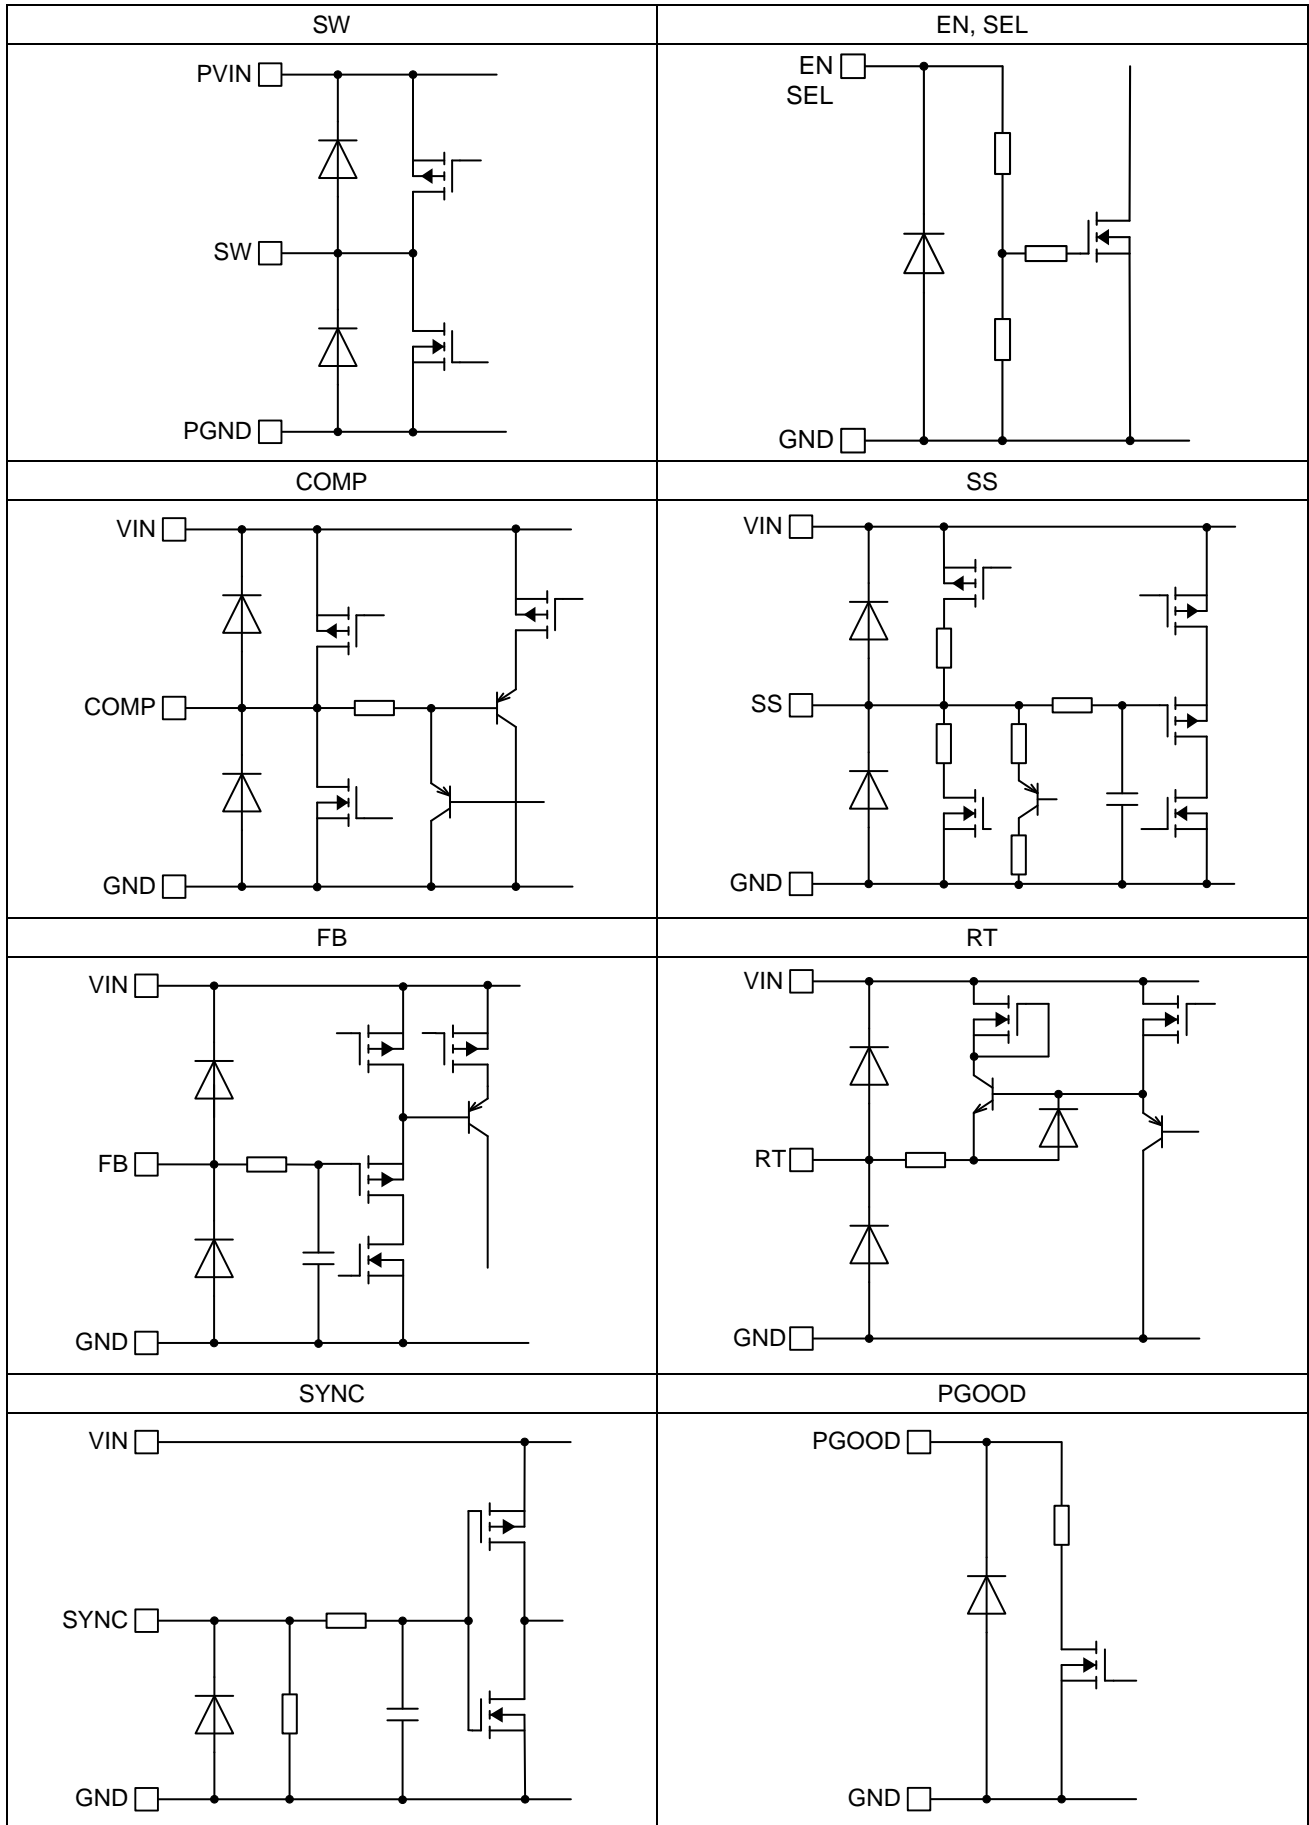 SW
EN, SEL
PVIN
SW
PGND
EN
SEL
GND
COMP
SS
VIN
COMP
GND
VIN
SS
GND
FB
RT
VIN
FB
GND
VIN
RT
GND
SYNC
PGOOD
VIN
SYNC
GND
PGOOD
GND